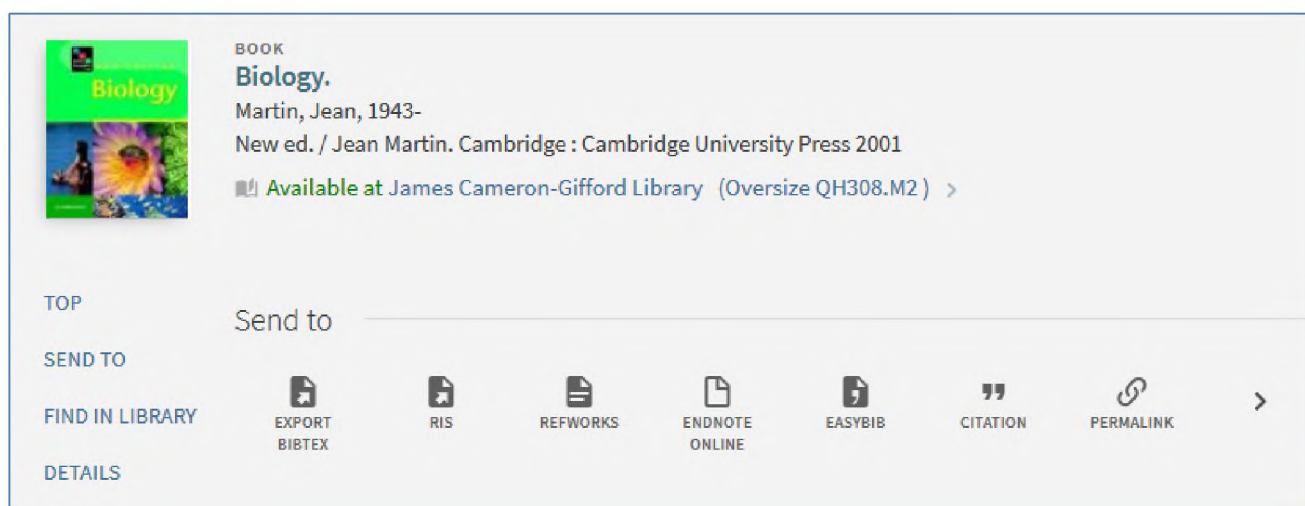 Biology
BOOK
Biology.
Martin, Jean, 1943-
New ed. / Jean Martin. Cambridge : Cambridge University Press 2001
Available at James Cameron-Gifford Library (Oversize QH308.M2 ) >
TOP
SEND TO
FIND IN LIBRARY
DETAILS
Send to
EXPORT
BIBTEX
RIS
REFWORKS
ENDNOTE
ONLINE
EASYBIB
CITATION
PERMALINK